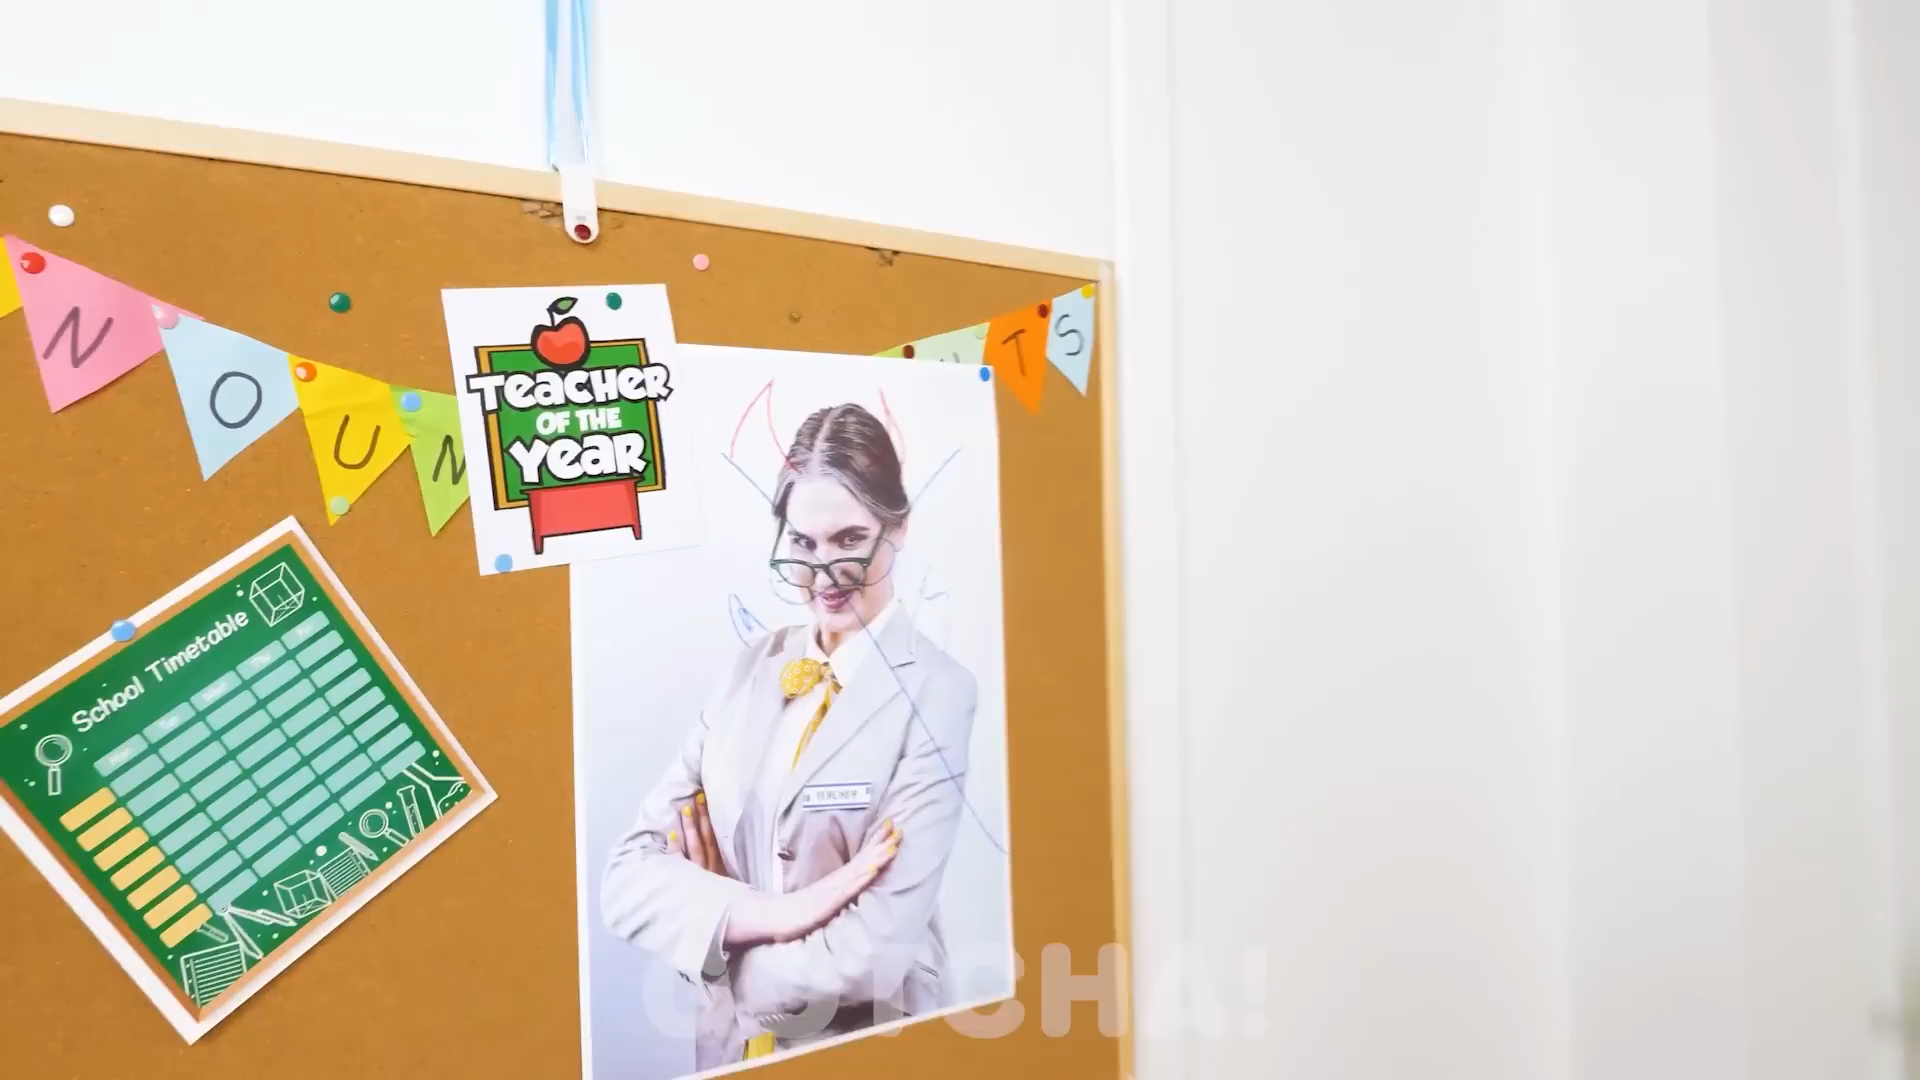 N O U N T S
TEACHER
OF THE
YEAR
School Timetable
TEACHER
GOTCHA!